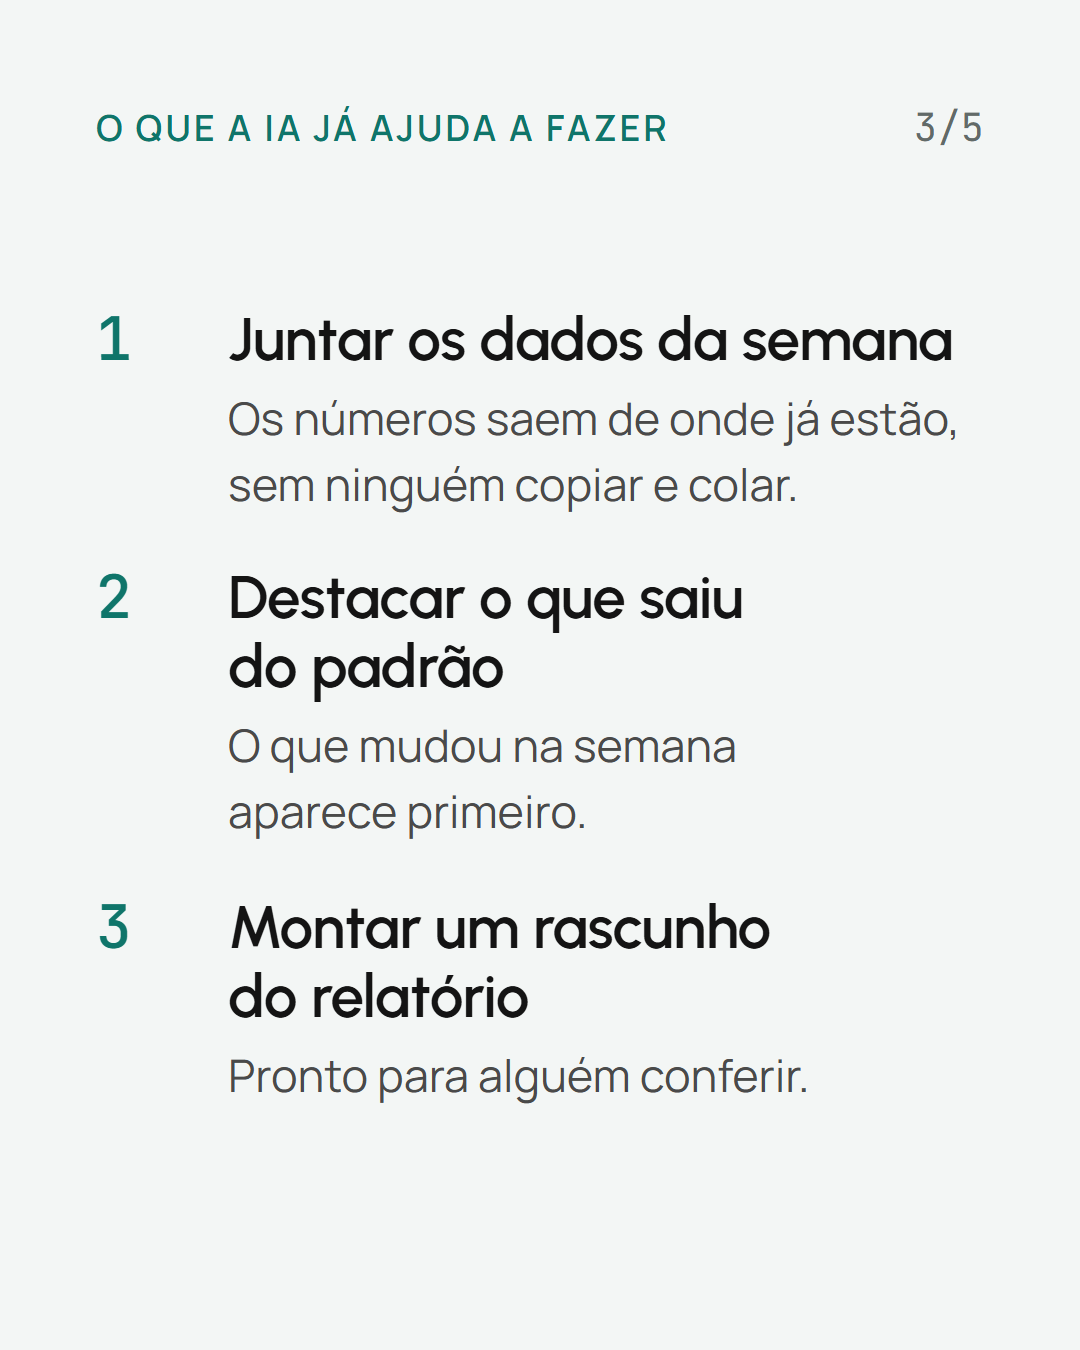 O QUE A IA JÁ AJUDA A FAZER
3/5
1
Juntar os dados da semana
Os números saem de onde já estão,
sem ninguém copiar e colar.
2
Destacar o que saiu
do padrão
O que mudou na semana
aparece primeiro.
3
Montar um rascunho
do relatório
Pronto para alguém conferir.